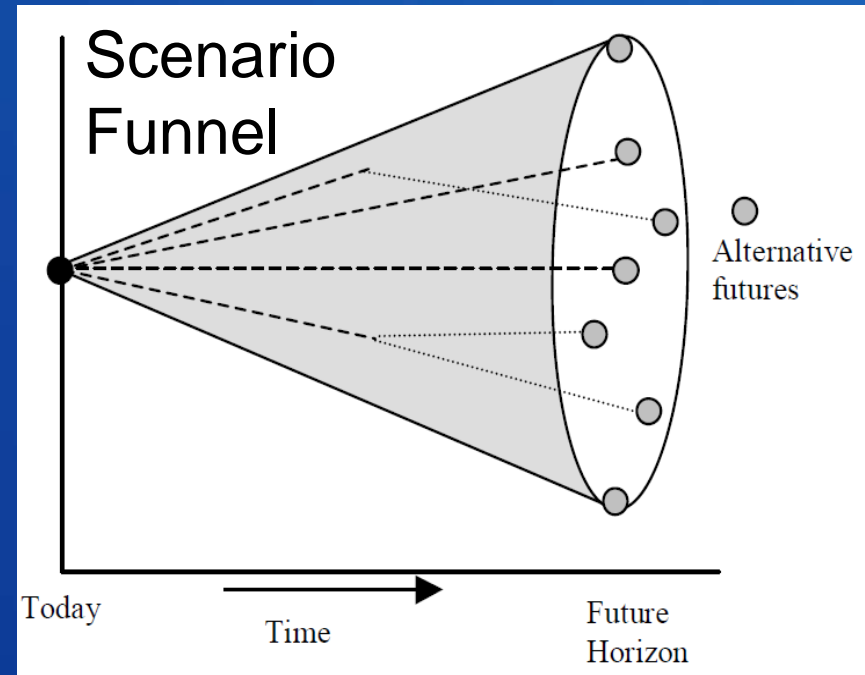 Scenario
Funnel
Alternative
futures
Today
Time
Future
Horizon